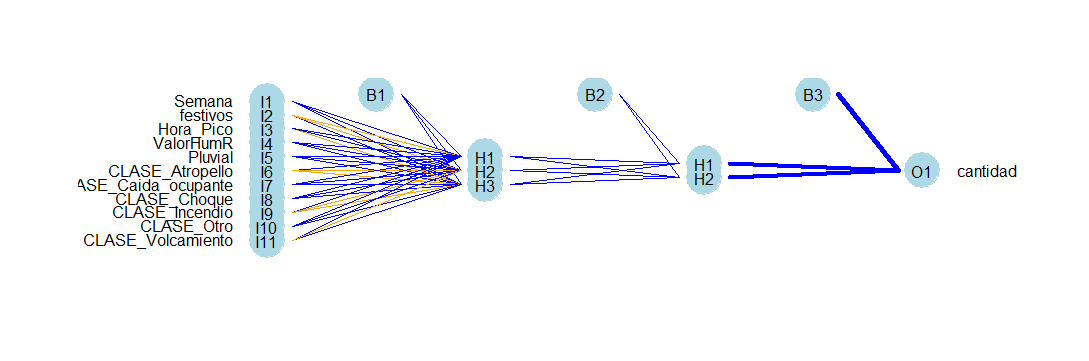 B1
B2
B3
Semana I1
festivos I2
Hora_Pico I3
ValorHumR I4
Pluvial I5
CLASE_Atropello I6
ASE_Caida_ocupante I7
CLASE_Choque I8
CLASE_Incendio I9
CLASE_Otro I10
CLASE_Volcamiento I11
H1
H2
H3
H1
H2
O1 cantidad